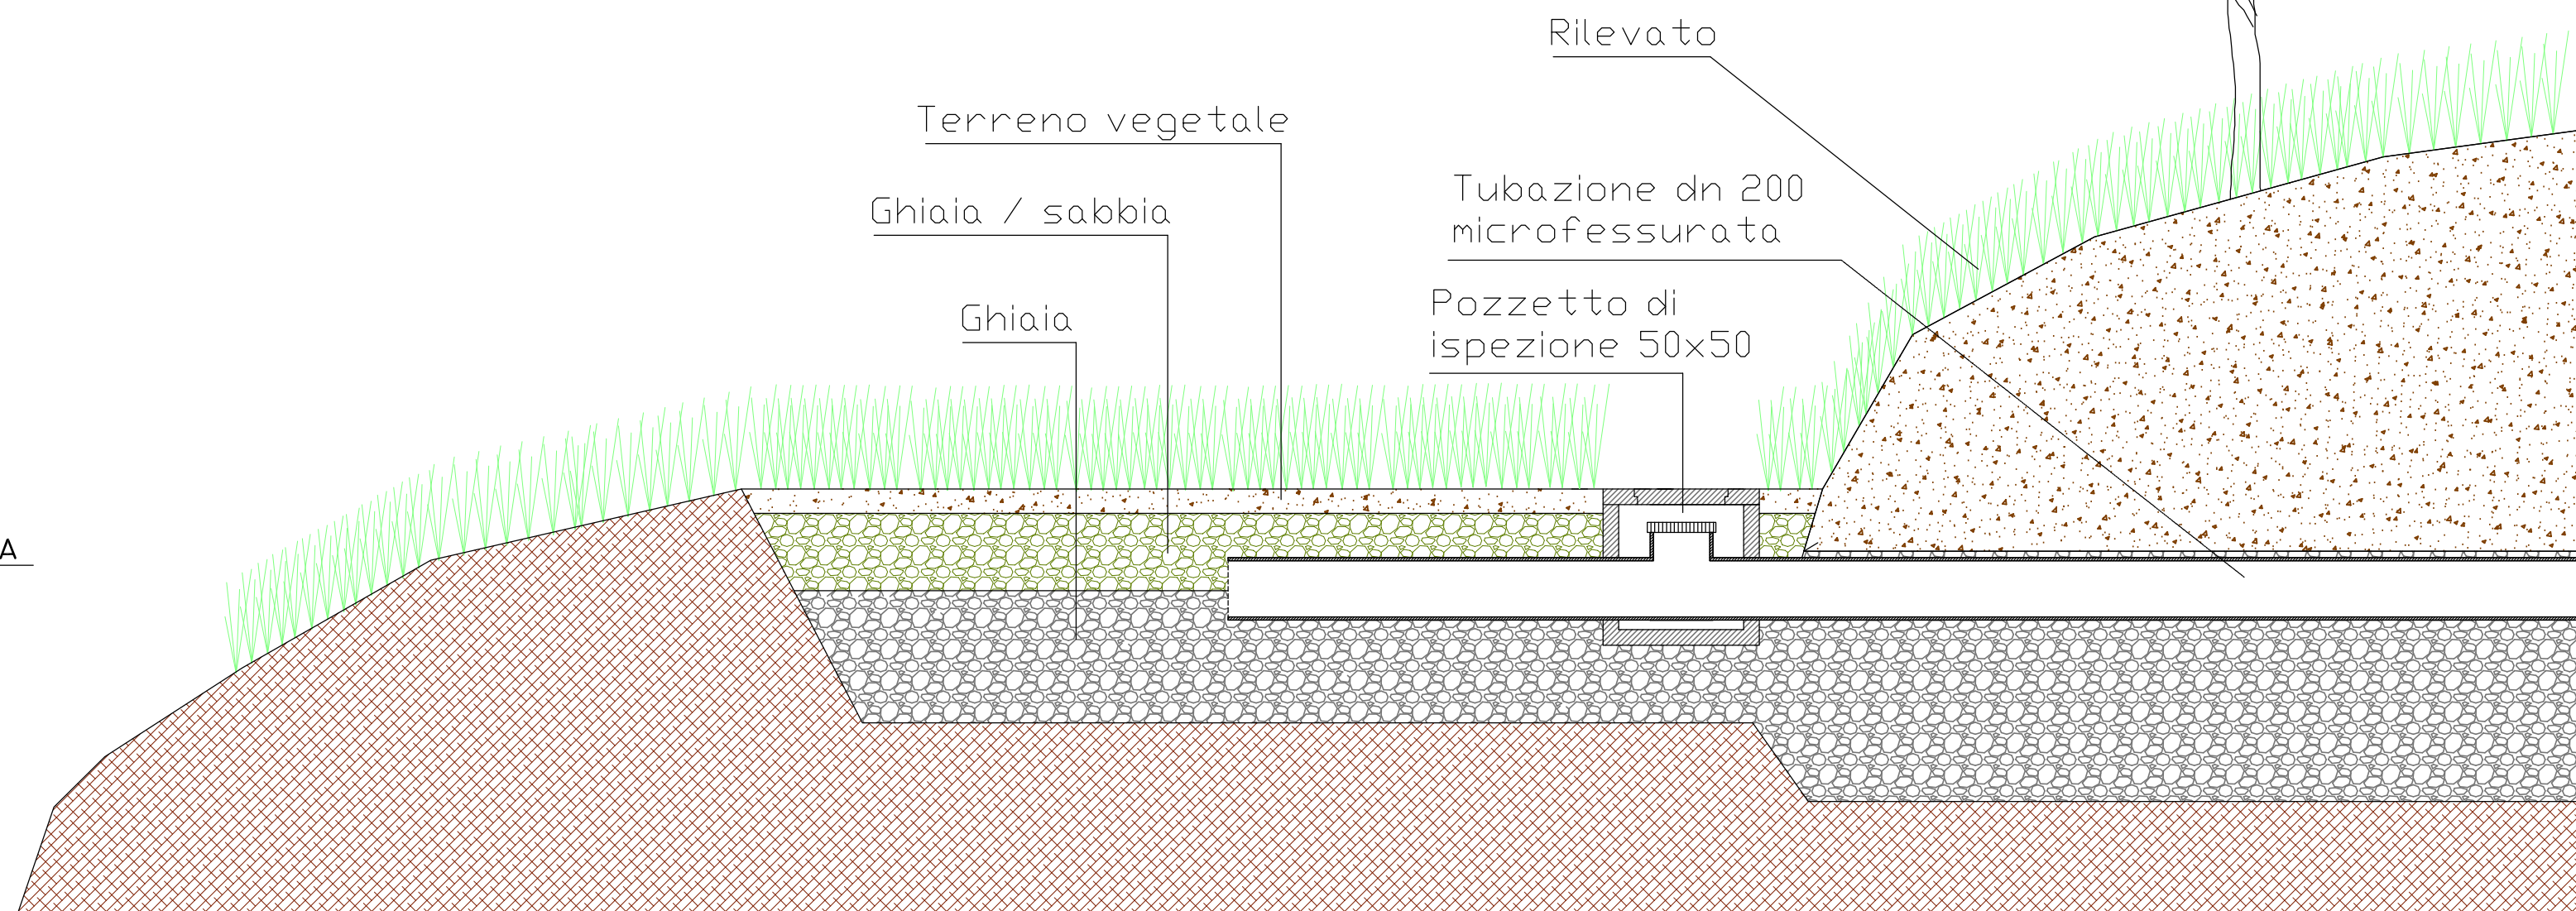 Rilevato
Terreno vegetale
Tubazione dn 200
microfessurata
Ghiaia / sabbia
Ghiaia
Pozzetto di
ispezione 50x50
A